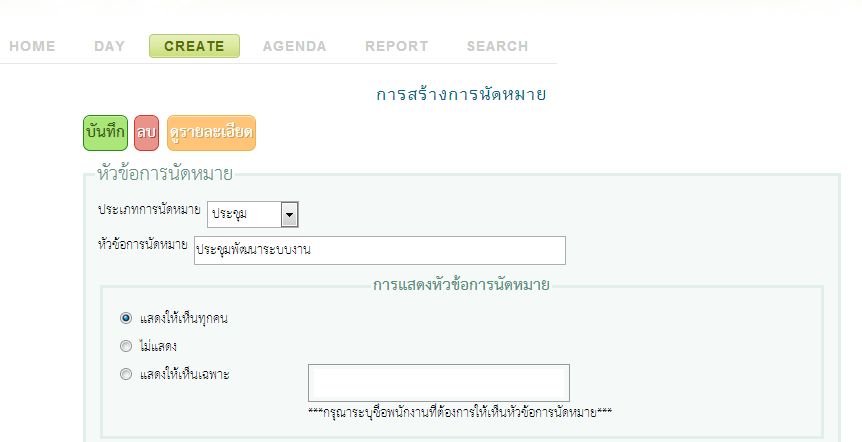 HOME DAY CREATE AGENDA REPORT SEARCH
การสร้างการนัดหมาย
บันทึก ลบ ดูรายละเอียด
หัวข้อการนัดหมาย
ประเภทการนัดหมาย ประชุม
หัวข้อการนัดหมาย ประชุมพัฒนาระบบงาน
การแสดงหัวข้อการนัดหมาย
แสดงให้เห็นทุกคน
ไม่แสดง
แสดงให้เห็นเฉพาะ
***กรุณาระบุชื่อพนักงานที่ต้องการให้เห็นหัวข้อการนัดหมาย***